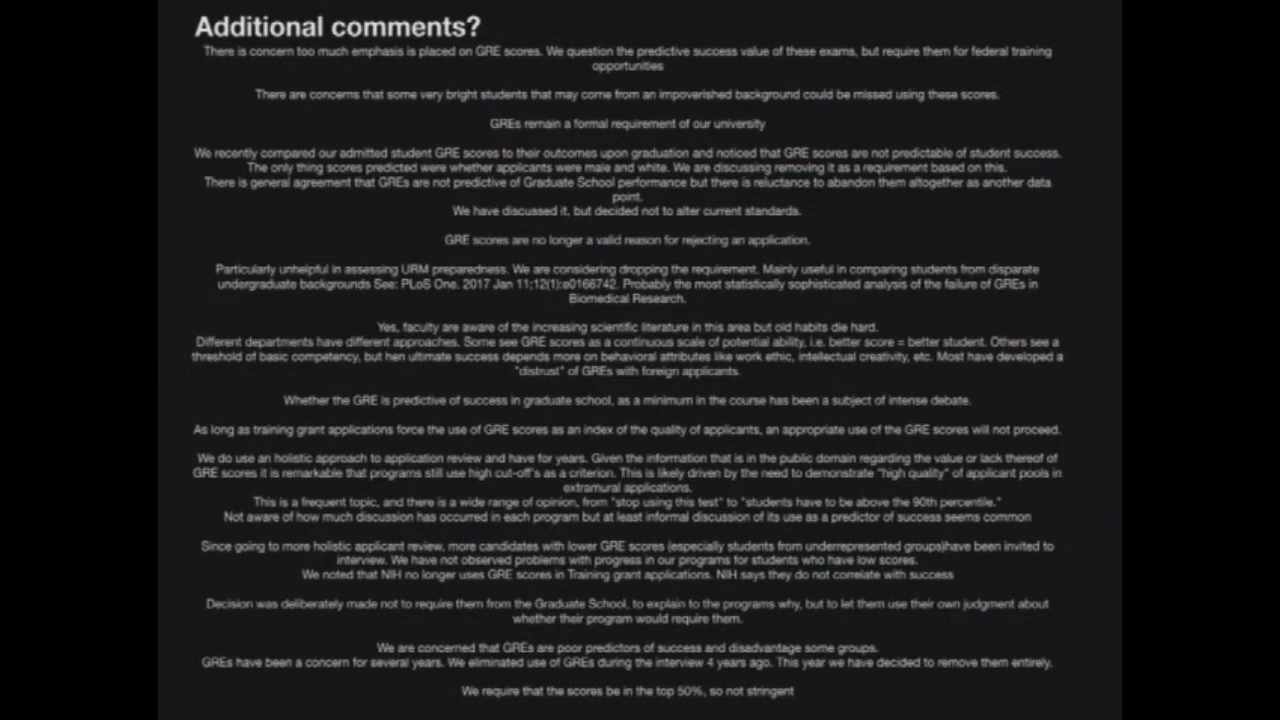 Additional comments?
There is concern too much emphasis is placed on GRE scores. We question the predictive success value of these exams, but require them for federal training
opportunities
There are concerns that some very bright students that may come from an impoverished background could be missed using these scores.
GREs remain a formal requirement of our university
We recently compared our admitted student GRE scores to their outcomes upon graduation and noticed that GRE scores are not predictable of student success.
The only thing scores predicted were whether applicants were male and white. We are discussing removing it as a requirement based on this.
There is general agreement that GREs are not predictive of Graduate School performance but there is reluctance to abandon them altogether as another data
point.
We have discussed it, but decided not to alter current standards.
GRE scores are no longer a valid reason for rejecting an application.
Particularly unhelpful in assessing URM preparedness. We are considering dropping the requirement. Mainly useful in comparing students from disparate
undergraduate backgrounds See: PLoS One. 2017 Jan 11;12(1):e0166742. Probably the most statistically sophisticated analysis of the failure of GREs in
Biomedical Research.
Yes, faculty are aware of the increasing scientific literature in this area but old habits die hard.
Different departments have different approaches. Some see GRE scores as a continuous scale of potential ability, i.e. better score = better student. Others see a
threshold of basic competency, but hen ultimate success depends more on behavioral attributes like work ethic, intellectual creativity, etc. Most have developed a
"distrust" of GREs with foreign applicants.
Whether the GRE is predictive of success in graduate school, as a minimum in the course has been a subject of intense debate.
As long as training grant applications force the use of GRE scores as an index of the quality of applicants, an appropriate use of the GRE scores will not proceed.
We do use an holistic approach to application review and have for years. Given the information that is in the public domain regarding the value or lack thereof of
GRE scores it is remarkable that programs still use high cut-off's as a criterion. This is likely driven by the need to demonstrate "high quality" of applicant pools in
extramural applications.
This is a frequent topic, and there is a wide range of opinion, from "stop using this test" to "students have to be above the 90th percentile."
Not aware of how much discussion has occurred in each program but at least informal discussion of its use as a predictor of success seems common
Since going to more holistic applicant review, more candidates with lower GRE scores (especially students from underrepresented groups)have been invited to
interview. We have not observed problems with progress in our programs for students who have low scores.
We noted that NIH no longer uses GRE scores in Training grant applications. NIH says they do not correlate with success
Decision was deliberately made not to require them from the Graduate School, to explain to the programs why, but to let them use their own judgment about
whether their program would require them.
We are concerned that GREs are poor predictors of success and disadvantage some groups.
GREs have been a concern for several years. We eliminated use of GREs during the interview 4 years ago. This year we have decided to remove them entirely.
We require that the scores be in the top 50%, so not stringent